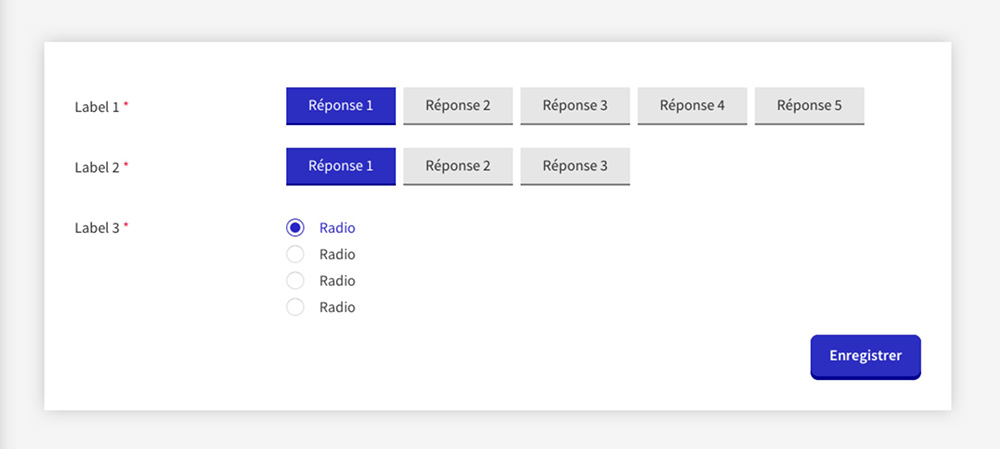 Label 1 * Réponse 1 Réponse 2 Réponse 3 Réponse 4 Réponse 5
Label 2 * Réponse 1 Réponse 2 Réponse 3
Label 3 * Radio
Radio
Radio
Radio
Enregistrer